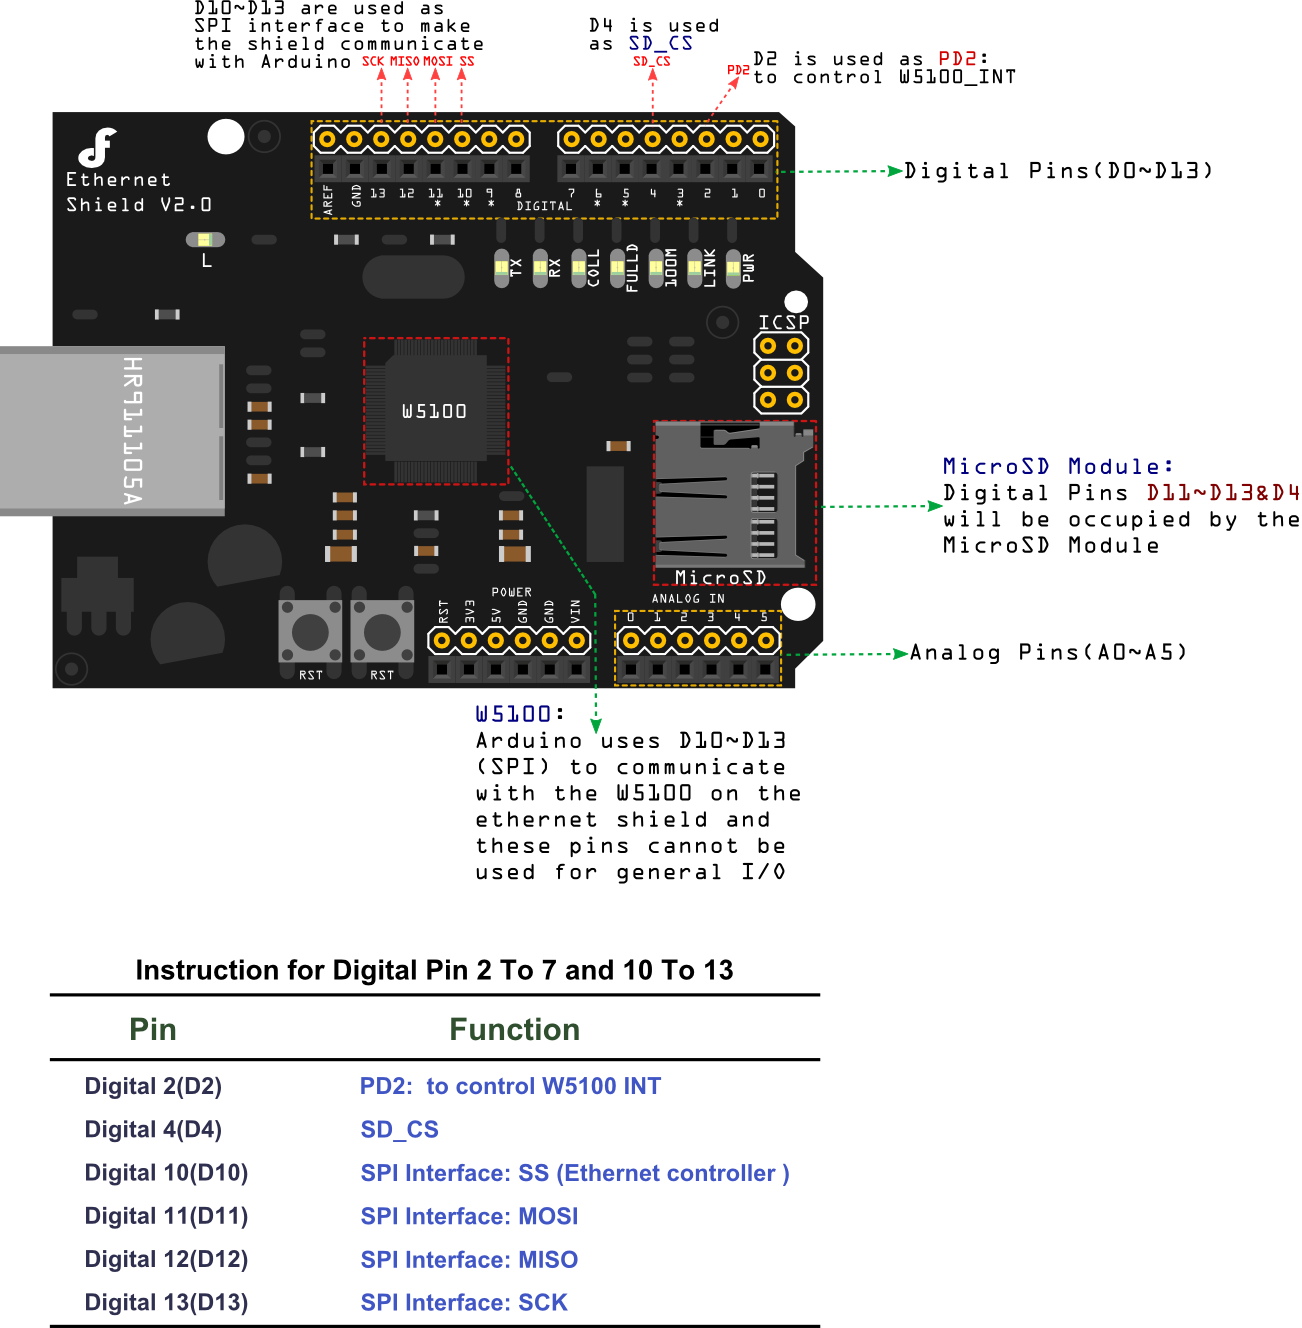 D10~D13 are used as
SPI interface to make
the shield communicate
with Arduino
SCK MISO MOSI SS
D4 is used
as SD_CS
SD_CS
PD2
D2 is used as PD2:
to control W5100_INT
Ethernet
Shield V2.0
AREF GND 13 12 11 10 9 8 7 6 5 4 3 2 1 0
* * * * * *
DIGITAL
Digital Pins(D0~D13)
L
TX RX COLL FULLD 100M LINK PWR
ICSP
HR911105A
W5100
MicroSD Module:
Digital Pins D11~D13&D4
will be occupied by the
MicroSD Module
MicroSD
POWER
ANALOG IN
RST 3V3 5V GND GND VIN
0 1 2 3 4 5
Analog Pins(A0~A5)
RST RST
W5100:
Arduino uses D10~D13
(SPI) to communicate
with the W5100 on the
ethernet shield and
these pins cannot be
used for general I/O
Instruction for Digital Pin 2 To 7 and 10 To 13
Pin Function
Digital 2(D2) PD2: to control W5100 INT
Digital 4(D4) SD_CS
Digital 10(D10) SPI Interface: SS (Ethernet controller )
Digital 11(D11) SPI Interface: MOSI
Digital 12(D12) SPI Interface: MISO
Digital 13(D13) SPI Interface: SCK